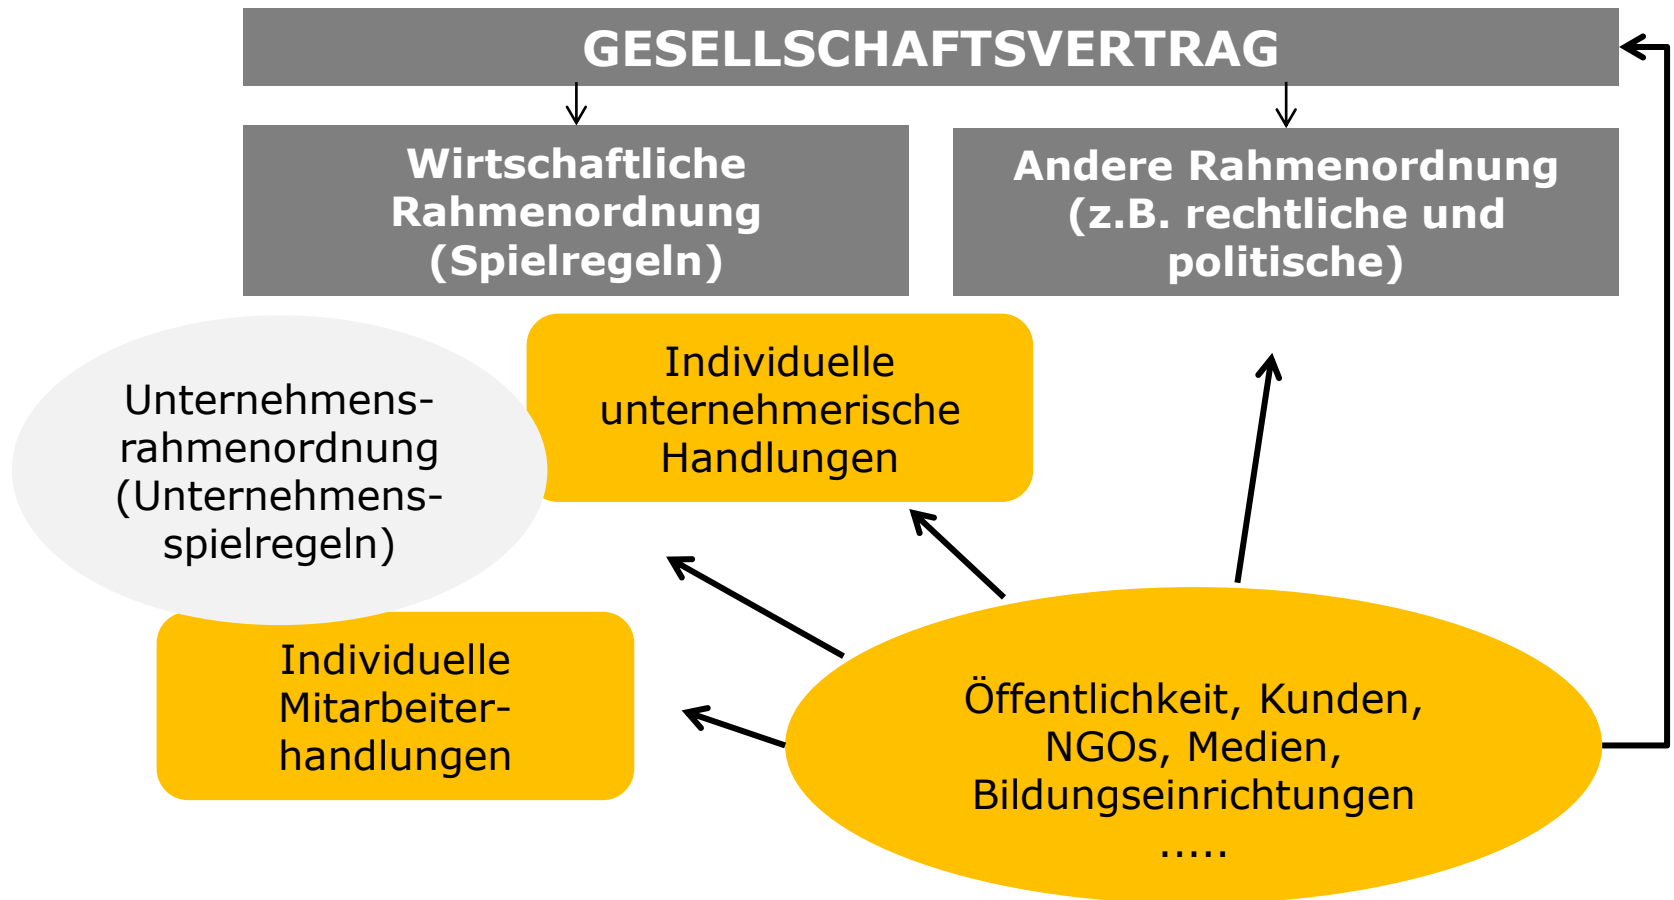 GESELLSCHAFTSVERTRAG
Wirtschaftliche
Rahmenordnung
(Spielregeln)
Andere Rahmenordnung
(z.B. rechtliche und
politische)
Individuelle
unternehmerische
Handlungen
Unternehmens-
rahmenordnung
(Unternehmens-
spielregeln)
Individuelle
Mitarbeiter-
handlungen
Öffentlichkeit, Kunden,
NGOs, Medien,
Bildungseinrichtungen
.....